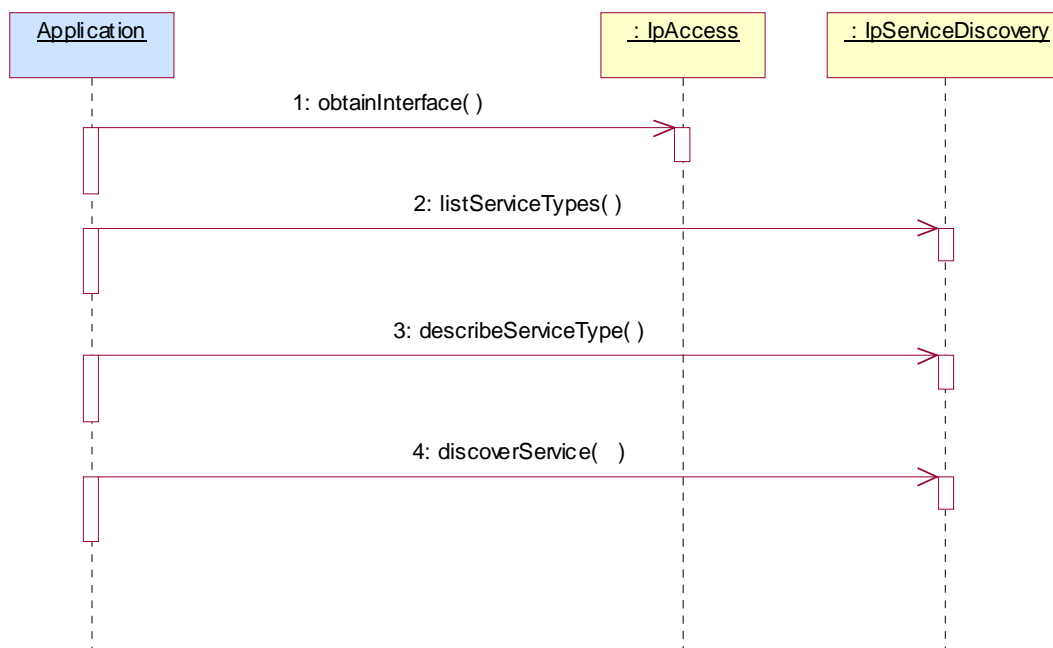 Application
: IpAccess
: IpServiceDiscovery
1: obtainInterface( )
2: listServiceTypes( )
3: describeServiceType( )
4: discoverService(   )